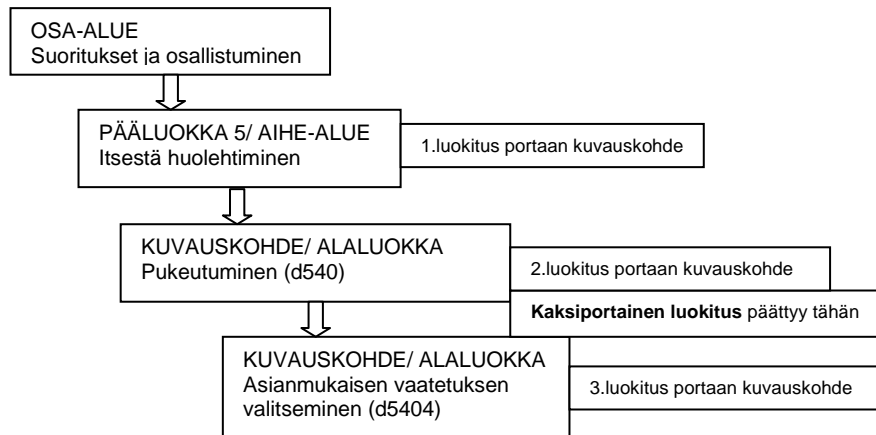 OSA-ALUE
Suoritukset ja osallistuminen
PÄÄLUOKKA 5/ AIHE-ALUE
Itsestä huolehtiminen
1.luokitus portaan kuvauskohde
KUVAUSKOHDE/ ALALUOKKA
Pukeutuminen (d540)
2.luokitus portaan kuvauskohde
Kaksiportainen luokitus päättyy tähän
KUVAUSKOHDE/ ALALUOKKA
Asianmukaisen vaatetuksen
valitseminen (d5404)
3.luokitus portaan kuvauskohde